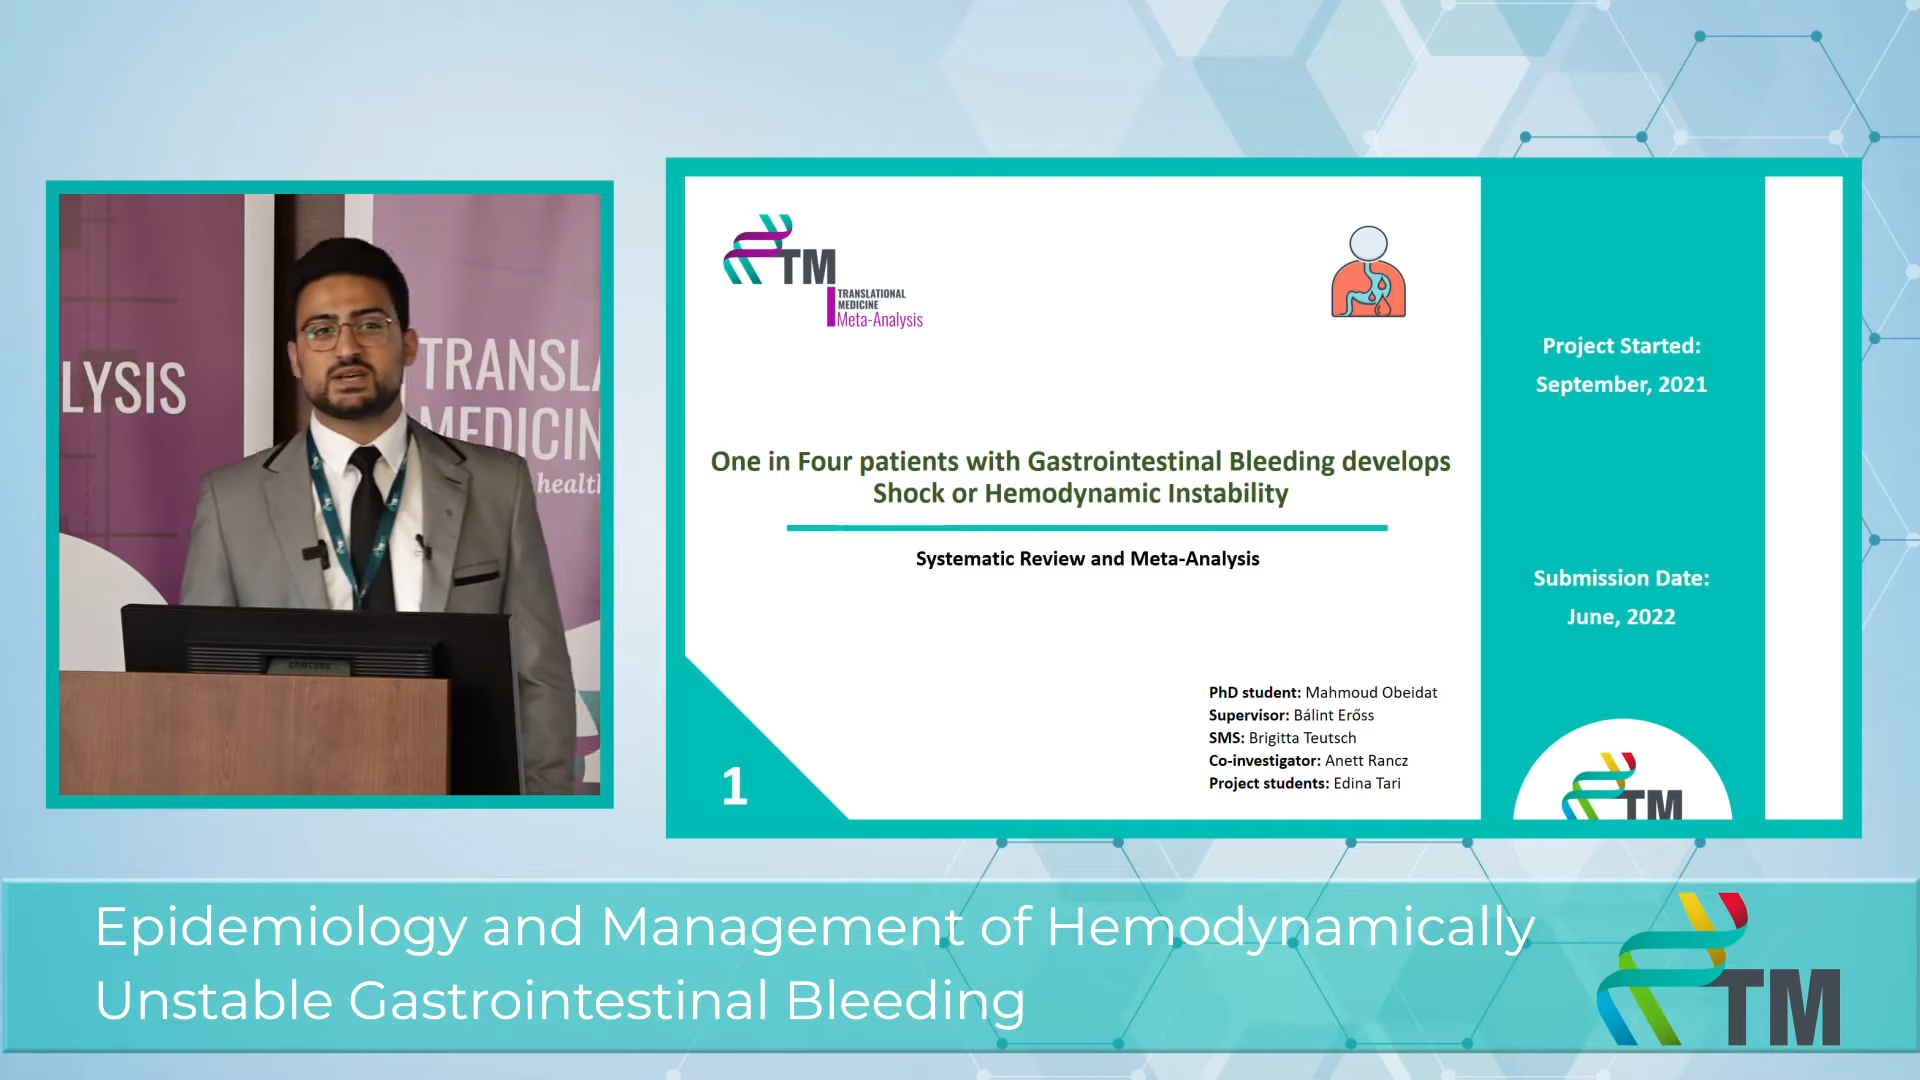 LYSIS
TRANSLA
MEDICIN
healt
SAMSUNG
TM
TRANSLATIONAL
MEDICINE
Meta-Analysis
One in Four patients with Gastrointestinal Bleeding develops
Shock or Hemodynamic Instability
Systematic Review and Meta-Analysis
PhD student: Mahmoud Obeidat
Supervisor: Bálint Erőss
SMS: Brigitta Teutsch
Co-investigator: Anett Rancz
Project students: Edina Tari
1
Project Started:
September, 2021
Submission Date:
June, 2022
TM
Epidemiology and Management of Hemodynamically
Unstable Gastrointestinal Bleeding
TM